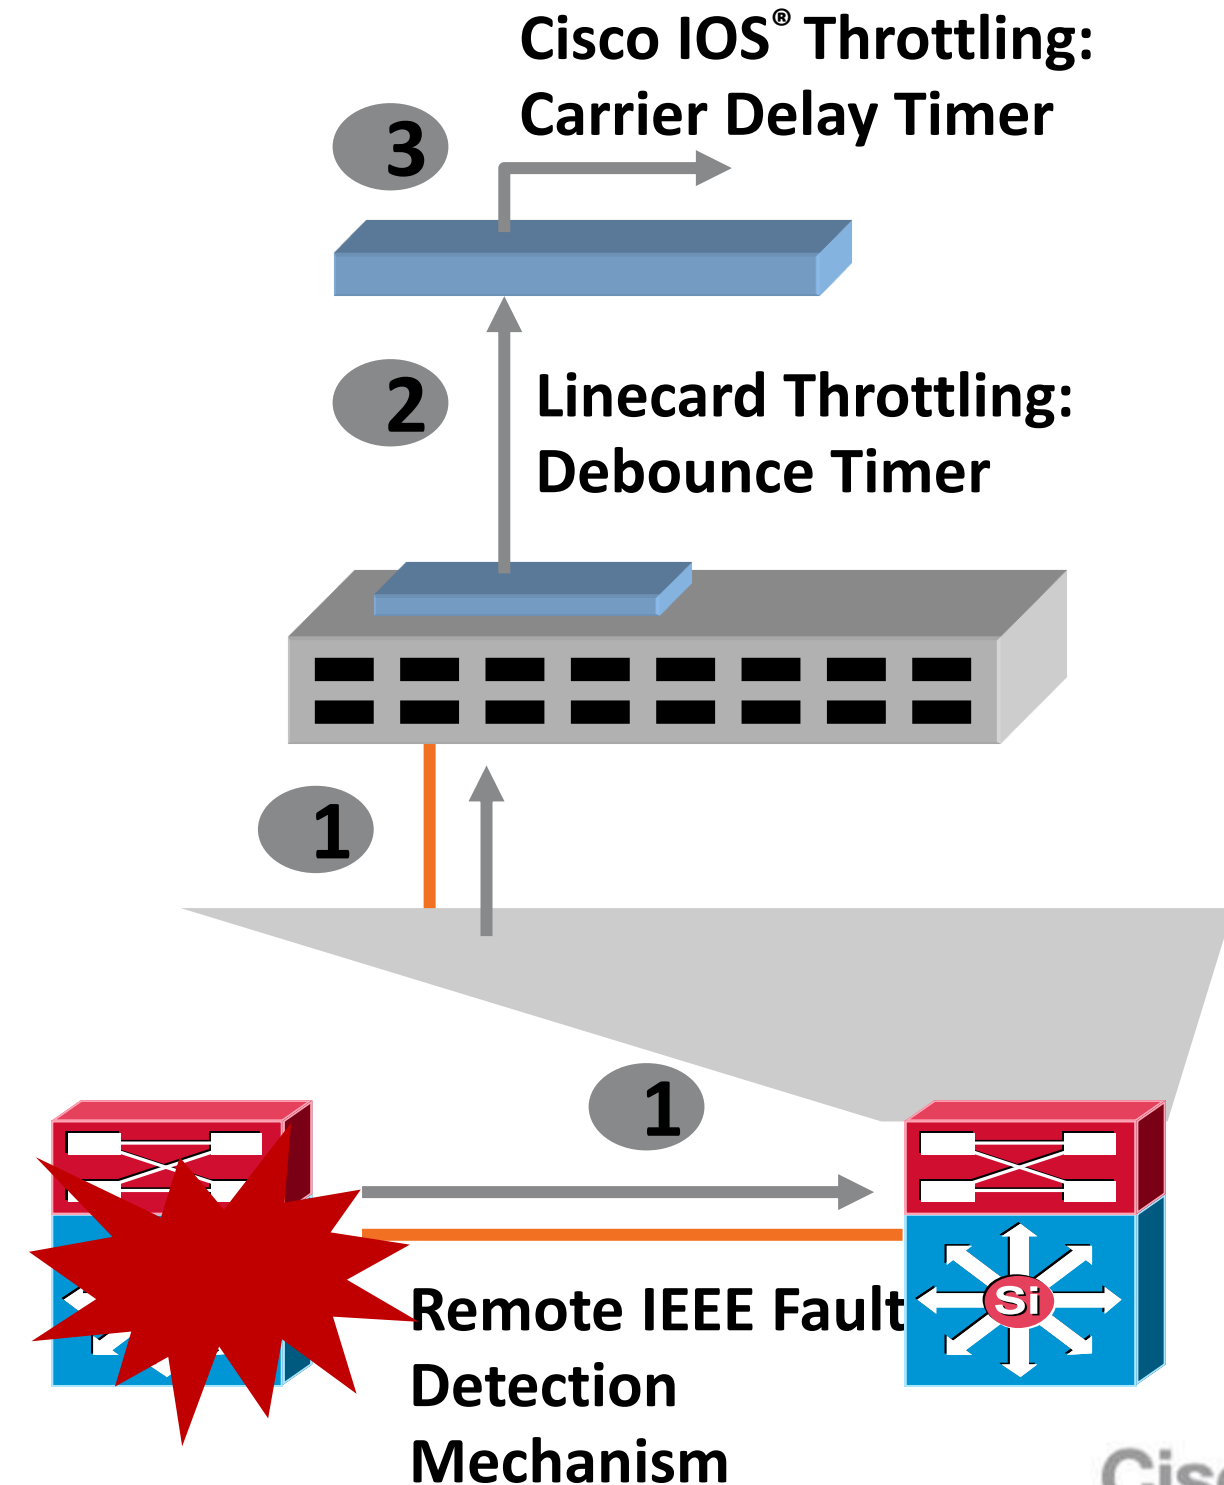 Cisco IOS® Throttling:
Carrier Delay Timer
3
2
Linecard Throttling:
Debounce Timer
1
1
Remote IEEE Fault
Detection
Mechanism
Si